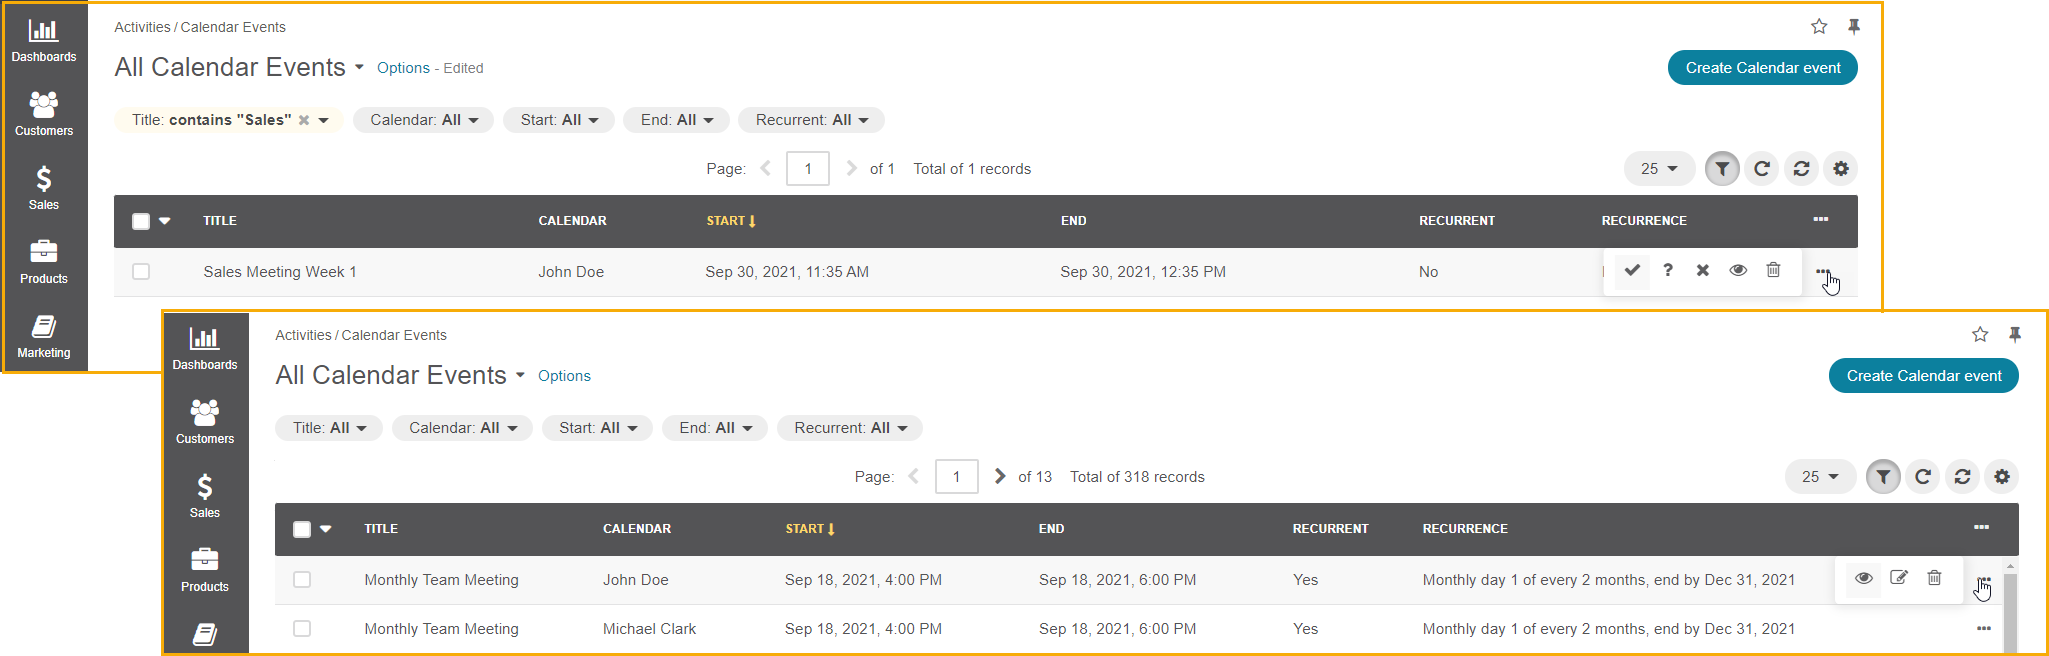 Dashboards
Customers
Sales
Products
Marketing
Activities / Calendar Events
All Calendar Events Options - Edited
Create Calendar event
Title: contains "Sales" Calendar: All Start: All End: All Recurrent: All
Page: 1 of 1 Total of 1 records 25
TITLE CALENDAR START END RECURRENT RECURRENCE
Sales Meeting Week 1 John Doe Sep 30, 2021, 11:35 AM Sep 30, 2021, 12:35 PM No
Dashboards
Customers
Sales
Products
Activities / Calendar Events
All Calendar Events Options
Create Calendar event
Title: All Calendar: All Start: All End: All Recurrent: All
Page: 1 of 13 Total of 318 records 25
TITLE CALENDAR START END RECURRENT RECURRENCE
Monthly Team Meeting John Doe Sep 18, 2021, 4:00 PM Sep 18, 2021, 6:00 PM Yes Monthly day 1 of every 2 months, end by Dec 31, 2021
Monthly Team Meeting Michael Clark Sep 18, 2021, 4:00 PM Sep 18, 2021, 6:00 PM Yes Monthly day 1 of every 2 months, end by Dec 31, 2021